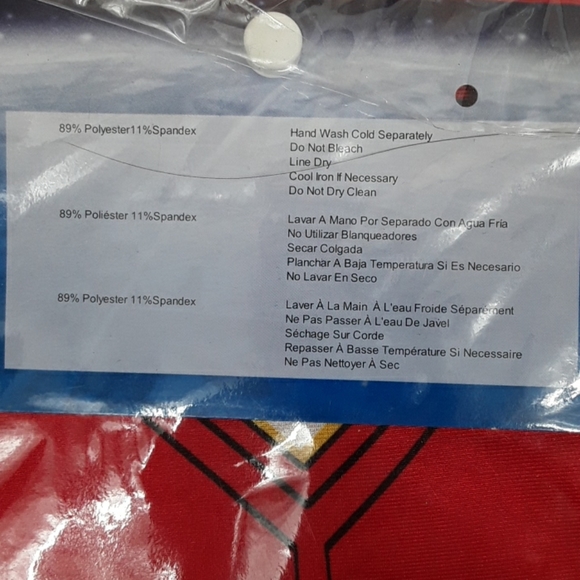 89% Polyester11%Spandex
Hand Wash Cold Separately
Do Not Bleach
Line Dry
Cool Iron If Necessary
Do Not Dry Clean
89% Poliéster 11%Spandex
Lavar A Mano Por Separado Con Agua Fría
No Utilizar Blanqueadores
Secar Colgada
Planchar A Baja Temperatura Si Es Necesario
No Lavar En Seco
89% Polyester 11%Spandex
Laver À La Main À L'eau Froide Séparément
Ne Pas Passer À L'eau De Javel
Séchage Sur Corde
Repasser À Basse Température Si Necessaire
Ne Pas Nettoyer À Sec